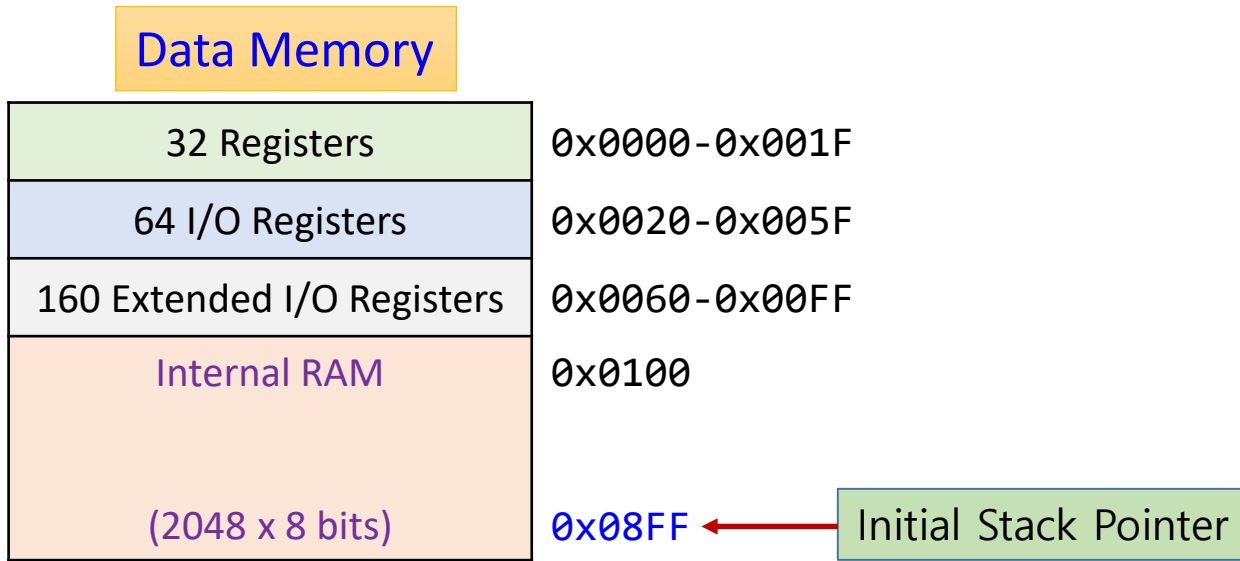 Data Memory
32 Registers 0x0000-0x001F
64 I/O Registers 0x0020-0x005F
160 Extended I/O Registers 0x0060-0x00FF
Internal RAM 0x0100
(2048 x 8 bits) 0x08FF Initial Stack Pointer